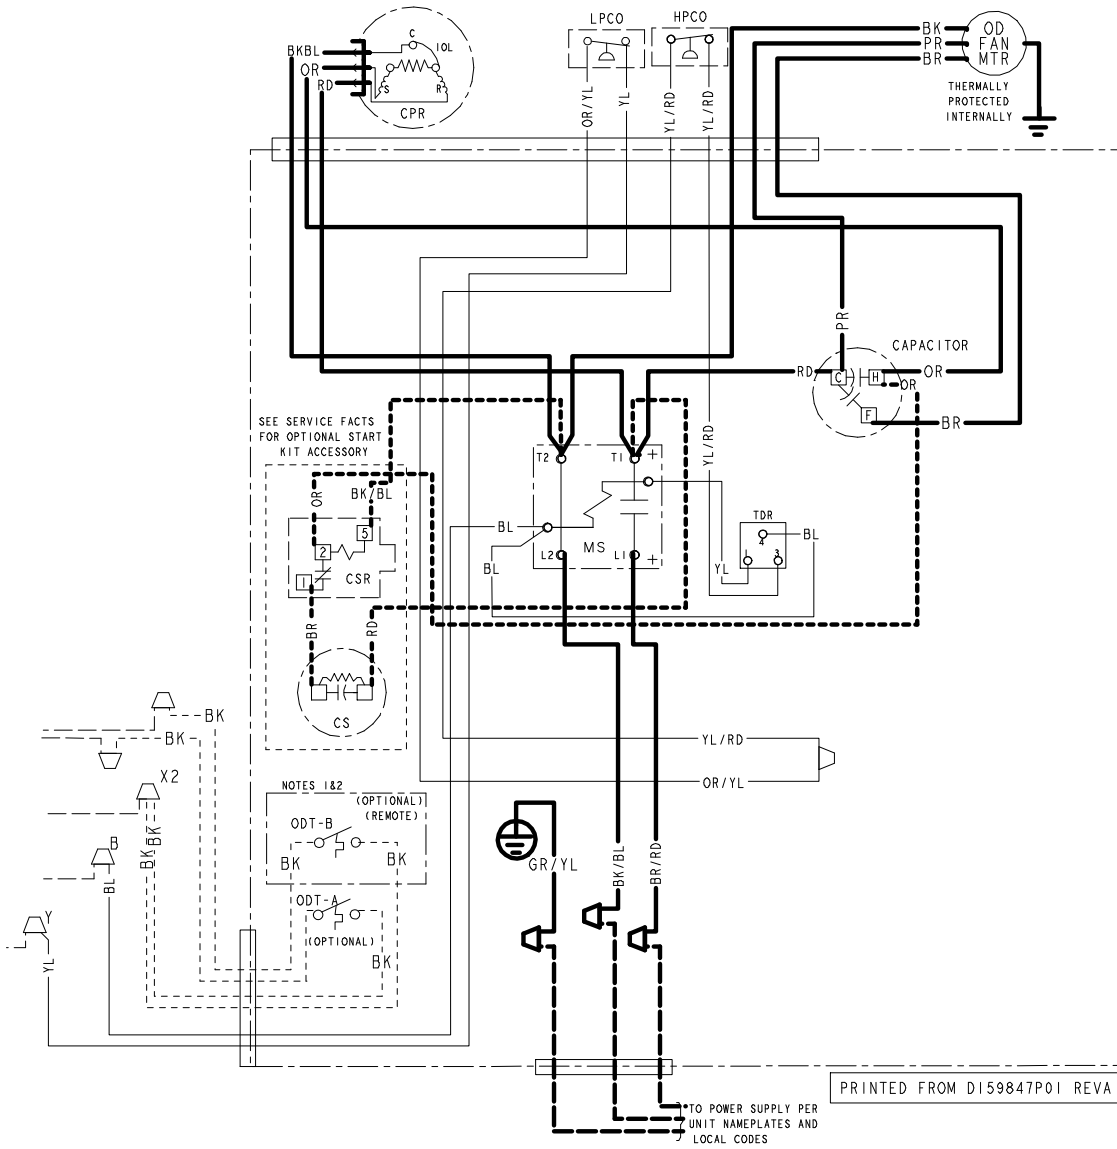 LPCO
HPCO
BK
OD
PR
FAN
BR
MTR
THERMALLY
PROTECTED
INTERNALLY
C
IOL
BKBL
OR
RD
S
R
CPR
OR/YL
YL
YL/RD
YL/RD
PR
CAPACITOR
RD
C
H
OR
OR
F
BR
SEE SERVICE FACTS
FOR OPTIONAL START
KIT ACCESSORY
OR
BK/BL
5
2
1
CSR
BR
RD
CS
T2
T1
+
BL
MS
L2
L1
+
BL
YL/RD
TDR
4
BL
YL
1
3
BK
BK
X2
BK
BK
B
BL
Y
YL
YL/RD
OR/YL
NOTES 1&2
(OPTIONAL)
(REMOTE)
ODT-B
BK
BK
ODT-A
(OPTIONAL)
BK
GR/YL
BK/BL
BR/RD
TO POWER SUPPLY PER
UNIT NAMEPLATES AND
LOCAL CODES
PRINTED FROM D159847P01 REVA